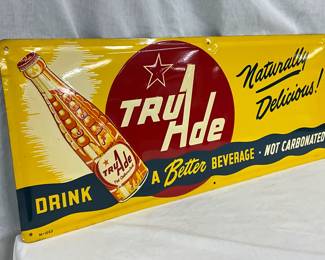 TRU
Ade
Naturally
Delicious!
TRU
Ade
DRINK A Better BEVERAGE - NOT CARBONATED